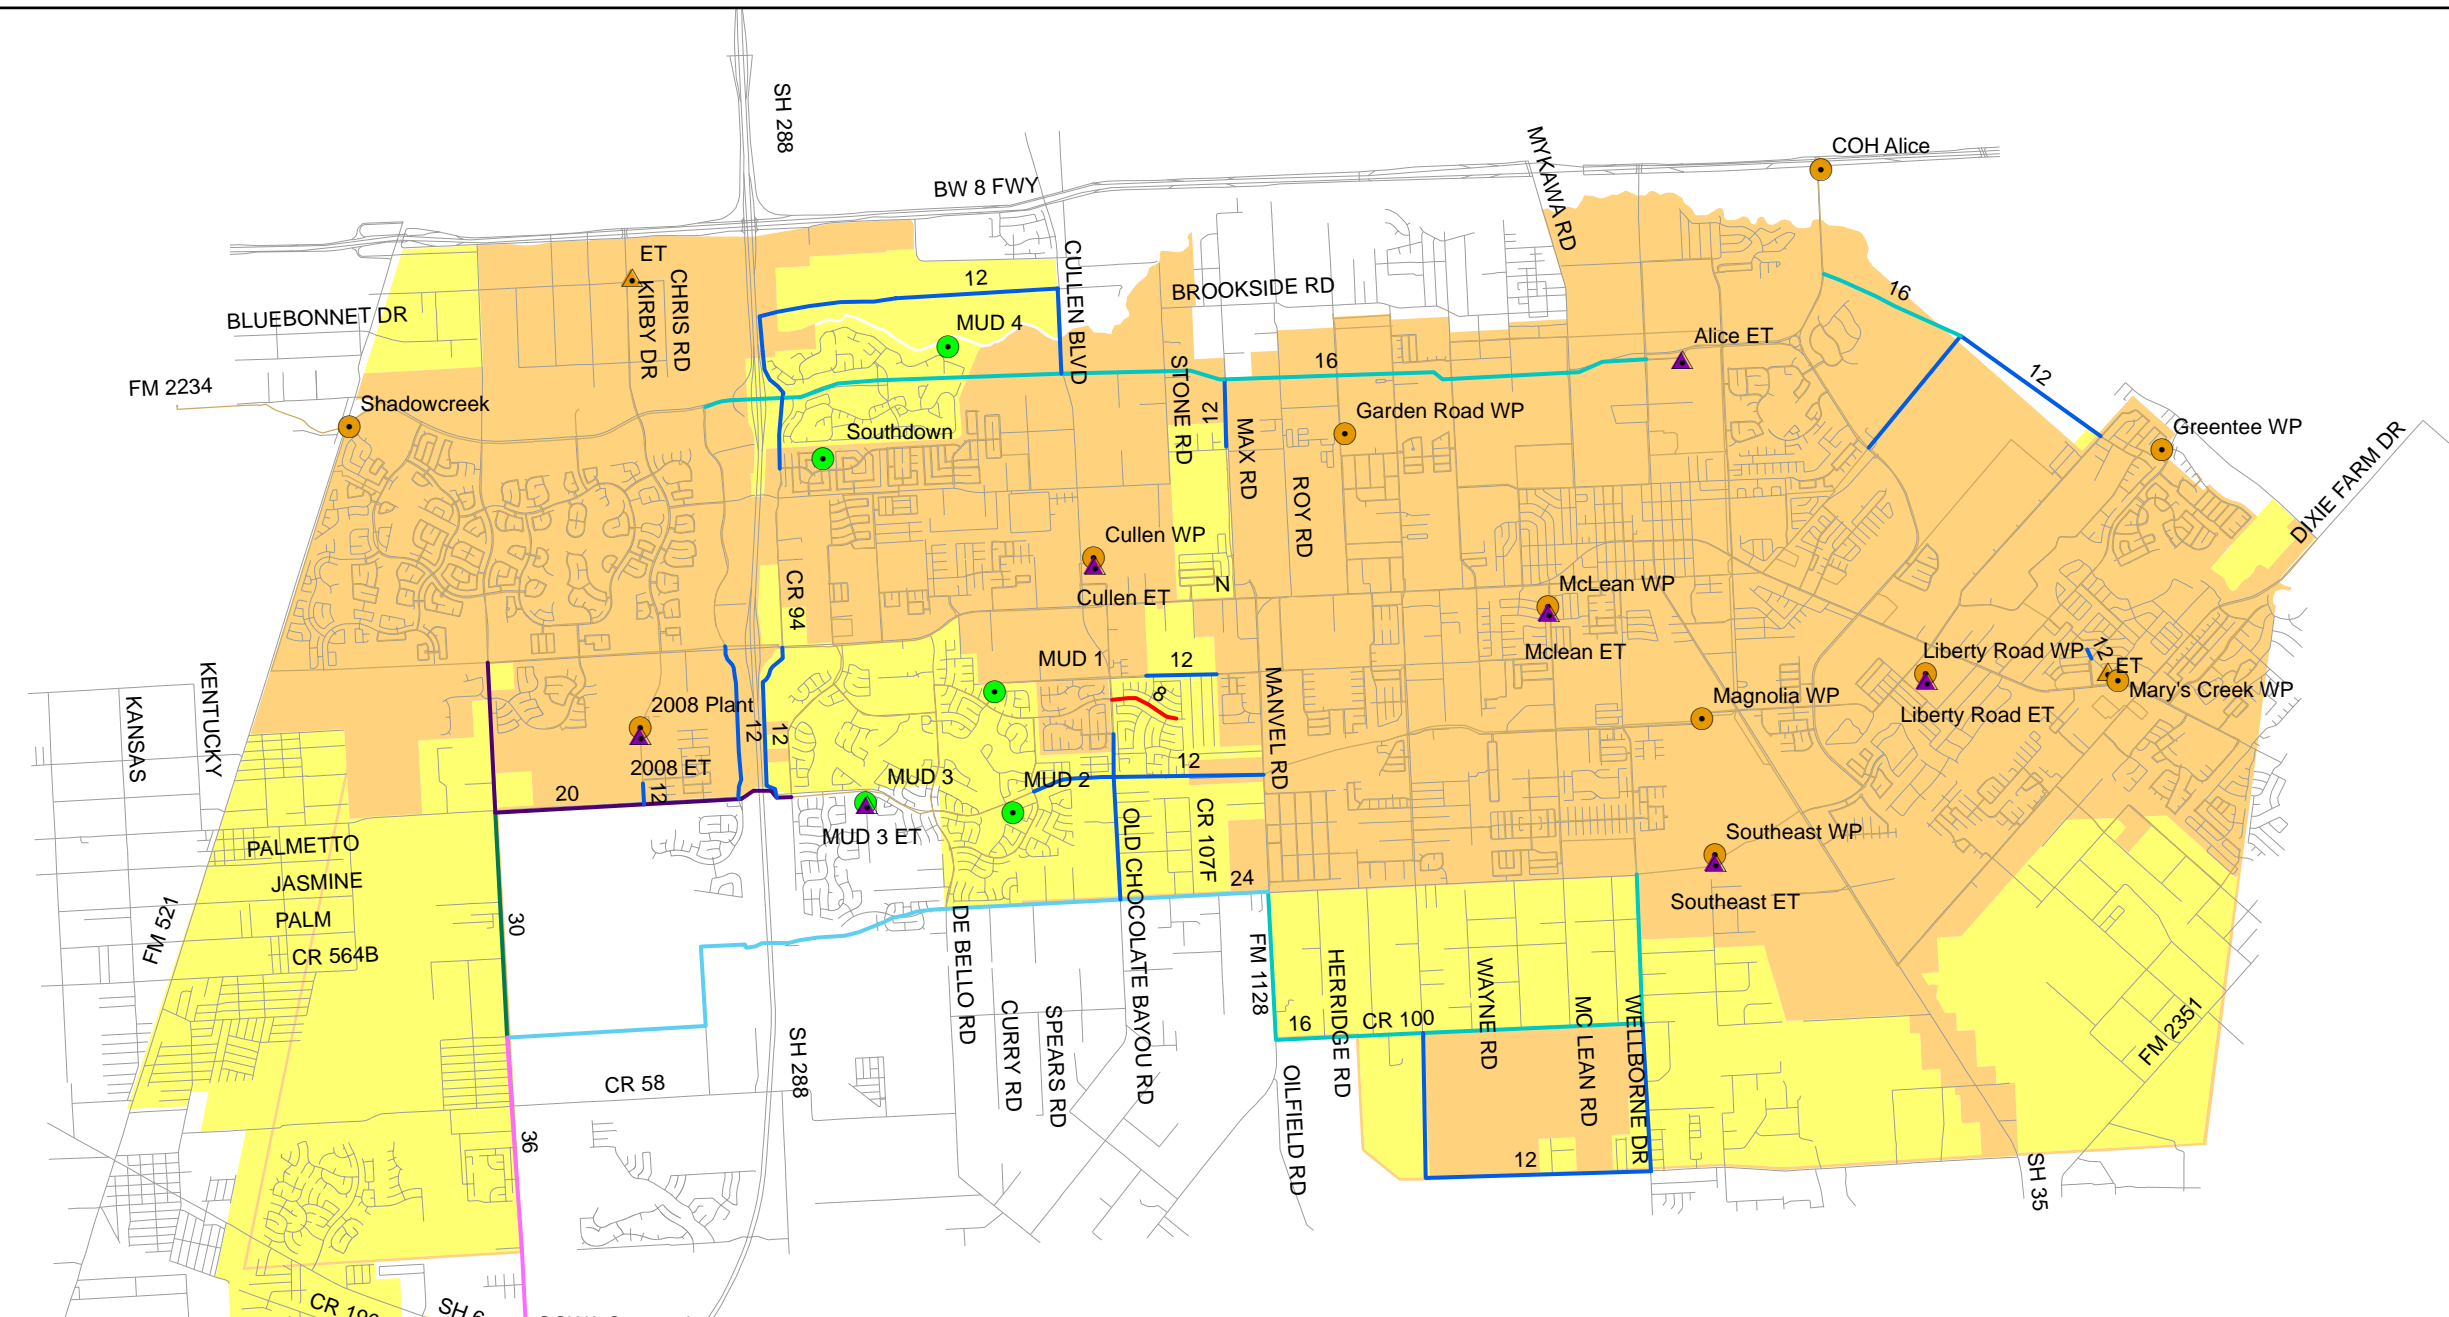 SH 288
BW 8 FWY
MYKAWA RD
COH Alice
ET
KIRBY DR
CHRIS RD
CULLEN BLVD
12
BROOKSIDE RD
16
BLUEBONNET DR
MUD 4
Alice ET
FM 2234
Shadowcreek
STONE RD
16
12
12
MAX RD
Garden Road WP
Southdown
Greentee WP
DIXIE FARM DR
ROY RD
Cullen WP
Cullen ET
CR 94
N
McLean WP
Mclean ET
MUD 1
12
8
MANVEL RD
Liberty Road WP
12
ET
Mary's Creek WP
Liberty Road ET
Magnolia WP
KENTUCKY
KANSAS
2008 Plant
12
12
2008 ET
12
20
MUD 3
MUD 2
12
MUD 3 ET
OLD CHOCOLATE BAYOU RD
CR 107F
24
Southeast WP
Southeast ET
PALMETTO
JASMINE
PALM
CR 564B
FM 521
30
DE BELLO RD
CURRY RD
SPEARS RD
FM 1128
16
HERRIDGE RD
CR 100
WAYNE RD
MC LEAN RD
WELLBORNE DR
FM 2351
CR 58
SH 288
36
OILFIELD RD
12
SH 35
SH 6